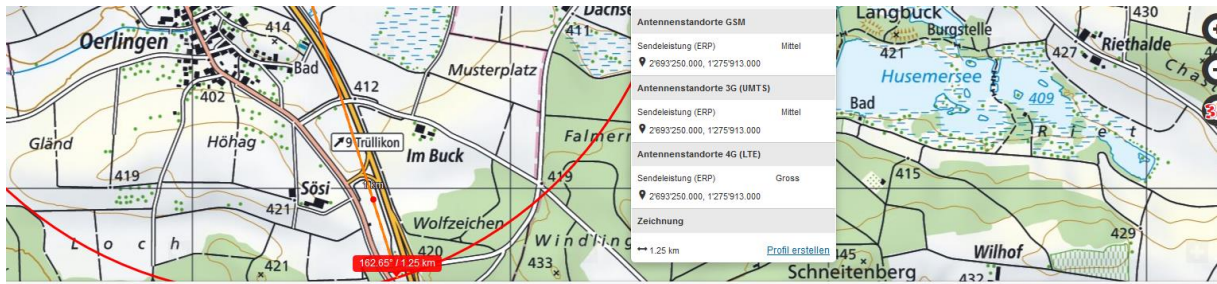 414
Oerlingen
Bad
402
412
Musterplatz
411
Gländ
Höhag
9 Trüllikon
Im Buck
Falmer
419
Sösi
1 km
419
421
Wolfzeichen
Loch
Windling
420
421
433
162.65° / 1.25 km
Antennenstandorte GSM
Sendeleistung (ERP) Mittel
2'693'250.000, 1'275'913.000
Antennenstandorte 3G (UMTS)
Sendeleistung (ERP) Mittel
2'693'250.000, 1'275'913.000
Antennenstandorte 4G (LTE)
Sendeleistung (ERP) Gross
2'693'250.000, 1'275'913.000
Zeichnung
1.25 km Profil erstellen
Langbuck
430
Burgstelle
421
427
Riethalde
Husemersee
Bad
409
Riet
415
429
Wilhof
Schneitenberg
432